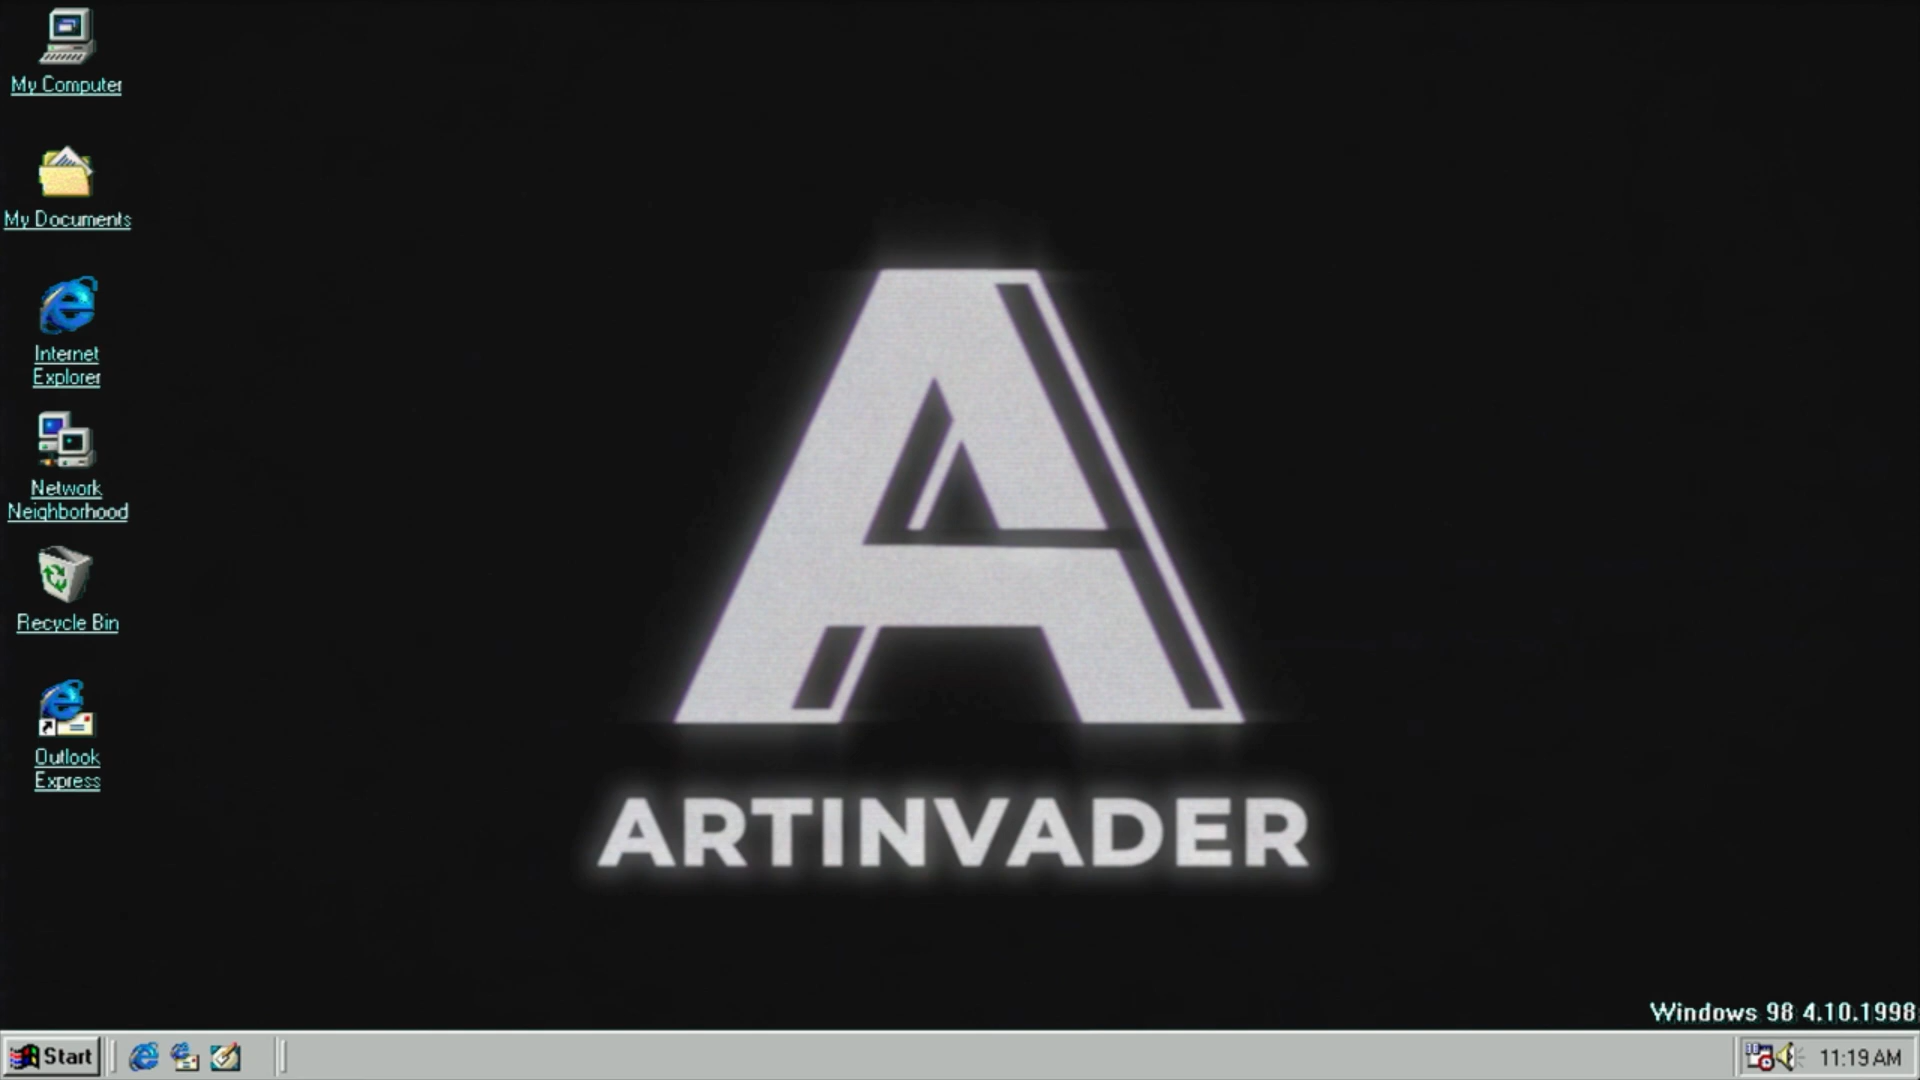 My Computer
My Documents
Internet
Explorer
Network
Neighborhood
Recycle Bin
Outlook
Express
A
ARTINVADER
Windows 98 4.10.1998
Start
11:19 AM